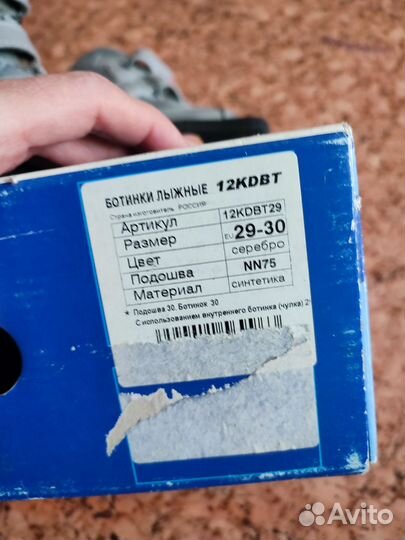 БОТИНКИ ЛЫЖНЫЕ 12KDBT
Страна изготовитель РОССИЯ
Артикул 12KDBT29
Размер EU 29-30
Цвет серебро
Подошва NN75
Материал синтетика
* Подошва 30. Ботинок 30
С использованием внутреннего ботинка (чулка)
Avito